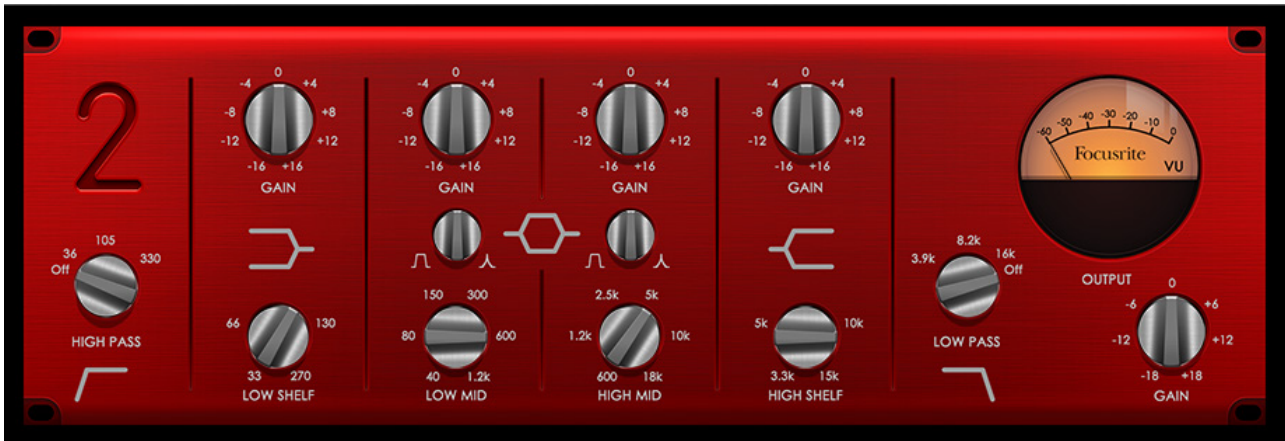 2
36 105 330
Off
HIGH PASS
-4 0 +4
-8 +8
-12 +12
-16 +16
GAIN
66 130
33 270
LOW SHELF
-4 0 +4
-8 +8
-12 +12
-16 +16
GAIN
150 300
80 600
40 1.2k
LOW MID
-4 0 +4
-8 +8
-12 +12
-16 +16
GAIN
2.5k 5k
1.2k 10k
600 18k
HIGH MID
-4 0 +4
-8 +8
-12 +12
-16 +16
GAIN
5k 10k
3.3k 15k
HIGH SHELF
3.9k 8.2k 16k
Off
LOW PASS
-60 -50 -40 -30 -20 -10 0
Focusrite
VU
OUTPUT
0
-6 +6
-12 +12
-18 +18
GAIN